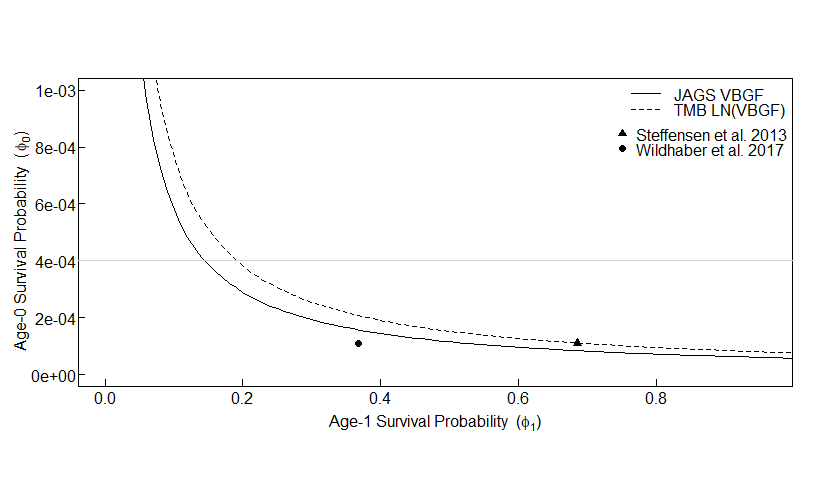 JAGS VBGF
TMB LN(VBGF)
Steffensen et al. 2013
Wildhaber et al. 2017
Age-0 Survival Probability (ϕ0)
1e-03
8e-04
6e-04
4e-04
2e-04
0e+00
0.0 0.2 0.4 0.6 0.8
Age-1 Survival Probability (ϕ1)